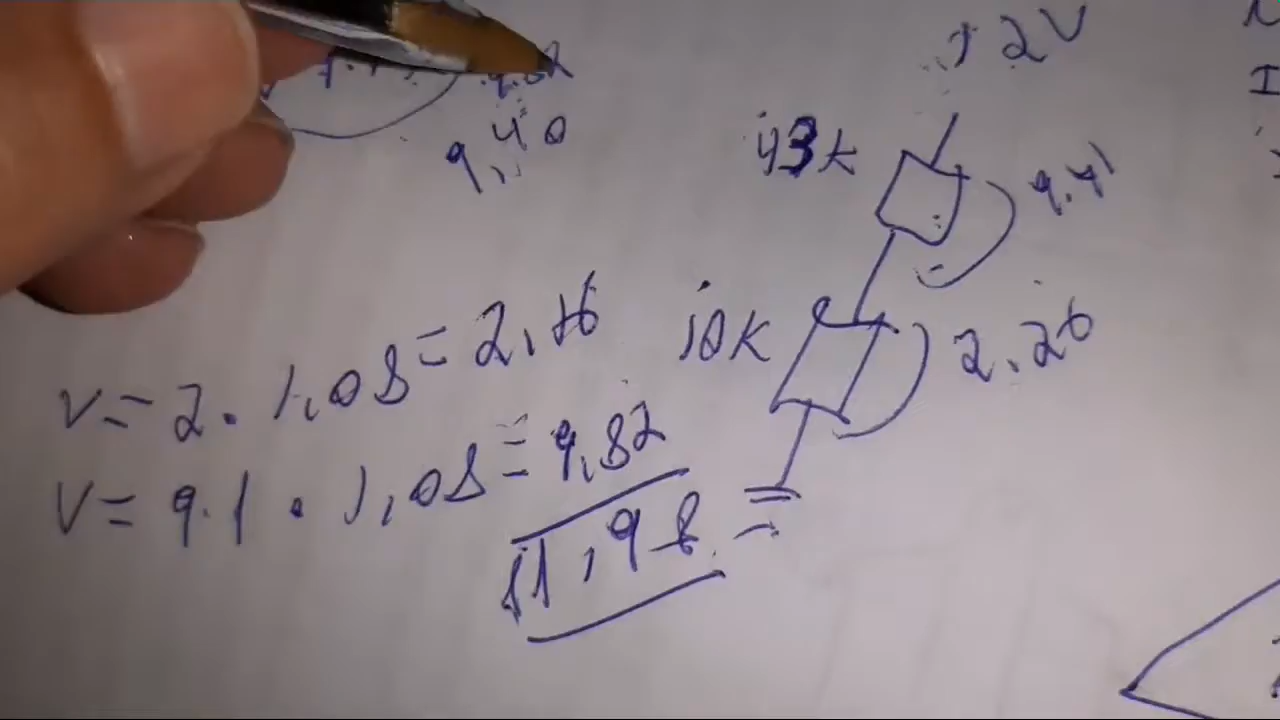 9,40
12V
43K
9.41
10K
2.26
V= 2. 1,08= 2,16
V= 9.1 . 1,08= 9,82
11,98